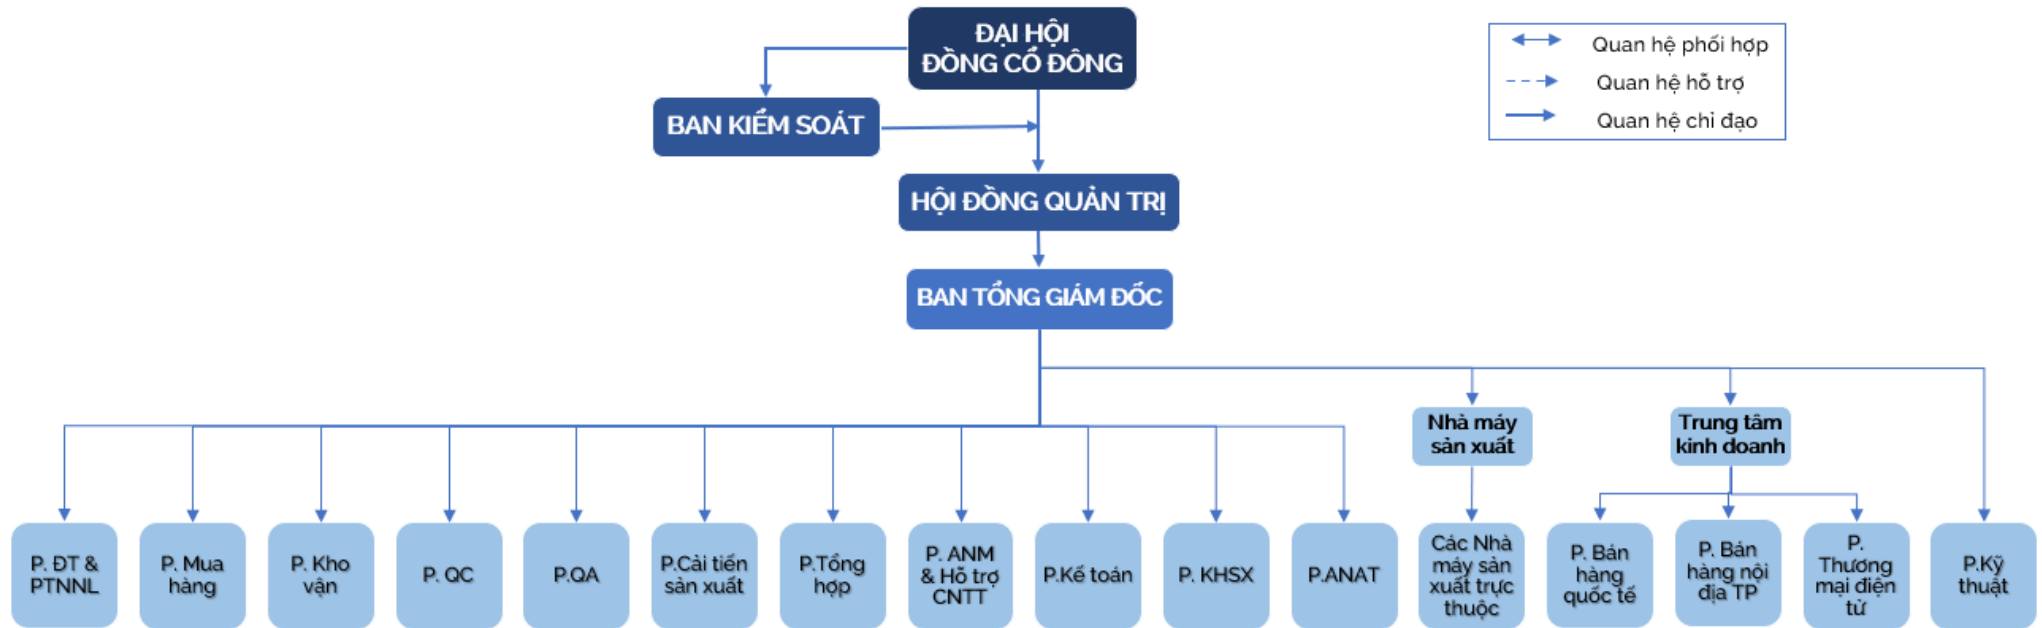 ĐẠI HỘI
ĐỒNG CỔ ĐÔNG
Quan hệ phối hợp
Quan hệ hỗ trợ
Quan hệ chỉ đạo
BAN KIỂM SOÁT
HỘI ĐỒNG QUẢN TRỊ
BAN TỔNG GIÁM ĐỐC
Nhà máy
sản xuất
Trung tâm
kinh doanh
P. ĐT &
PTNNL
P. Mua
hàng
P. Kho
vận
P. QC
P.QA
P.Cải tiến
sản xuất
P.Tổng
hợp
P. ANM
& Hỗ trợ
CNTT
P.Kế toán
P. KHSX
P.ANAT
Các Nhà
máy sản
xuất trực
thuộc
P. Bán
hàng
quốc tế
P. Bán
hàng nội
địa TP
P.
Thương
mại điện
tử
P.Kỹ
thuật